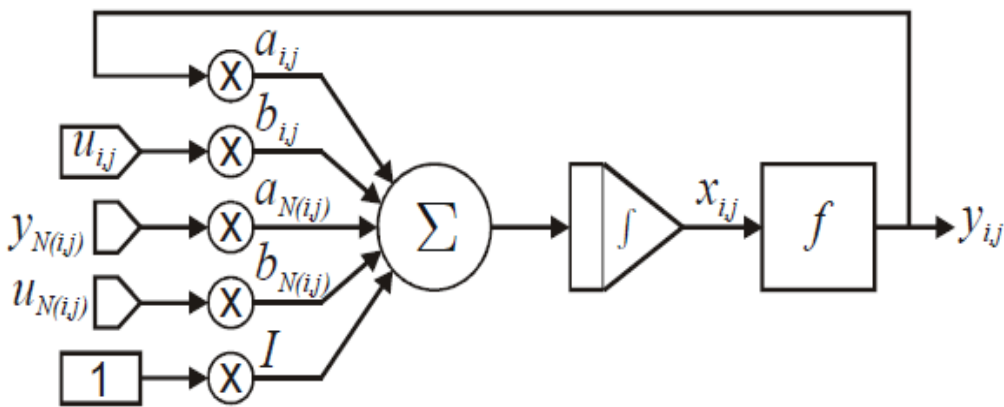 X a_{i,j}
u_{i,j} X b_{i,j}
y_{N(i,j)} X a_{N(i,j)} Σ ∫ x_{i,j} f y_{i,j}
u_{N(i,j)} X b_{N(i,j)}
1 X I